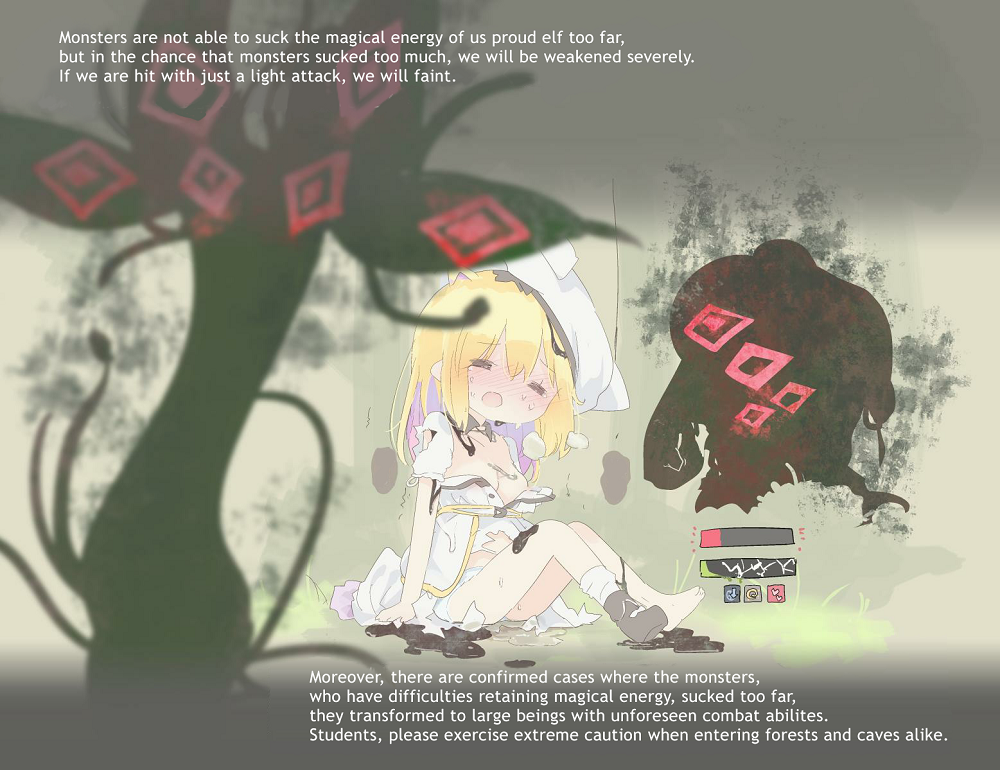 Monsters are not able to suck the magical energy of us proud elf too far,
but in the chance that monsters sucked too much, we will be weakened severely.
If we are hit with just a light attack, we will faint.
Moreover, there are confirmed cases where the monsters,
who have difficulties retaining magical energy, sucked too far,
they transformed to large beings with unforeseen combat abilites.
Students, please exercise extreme caution when entering forests and caves alike.